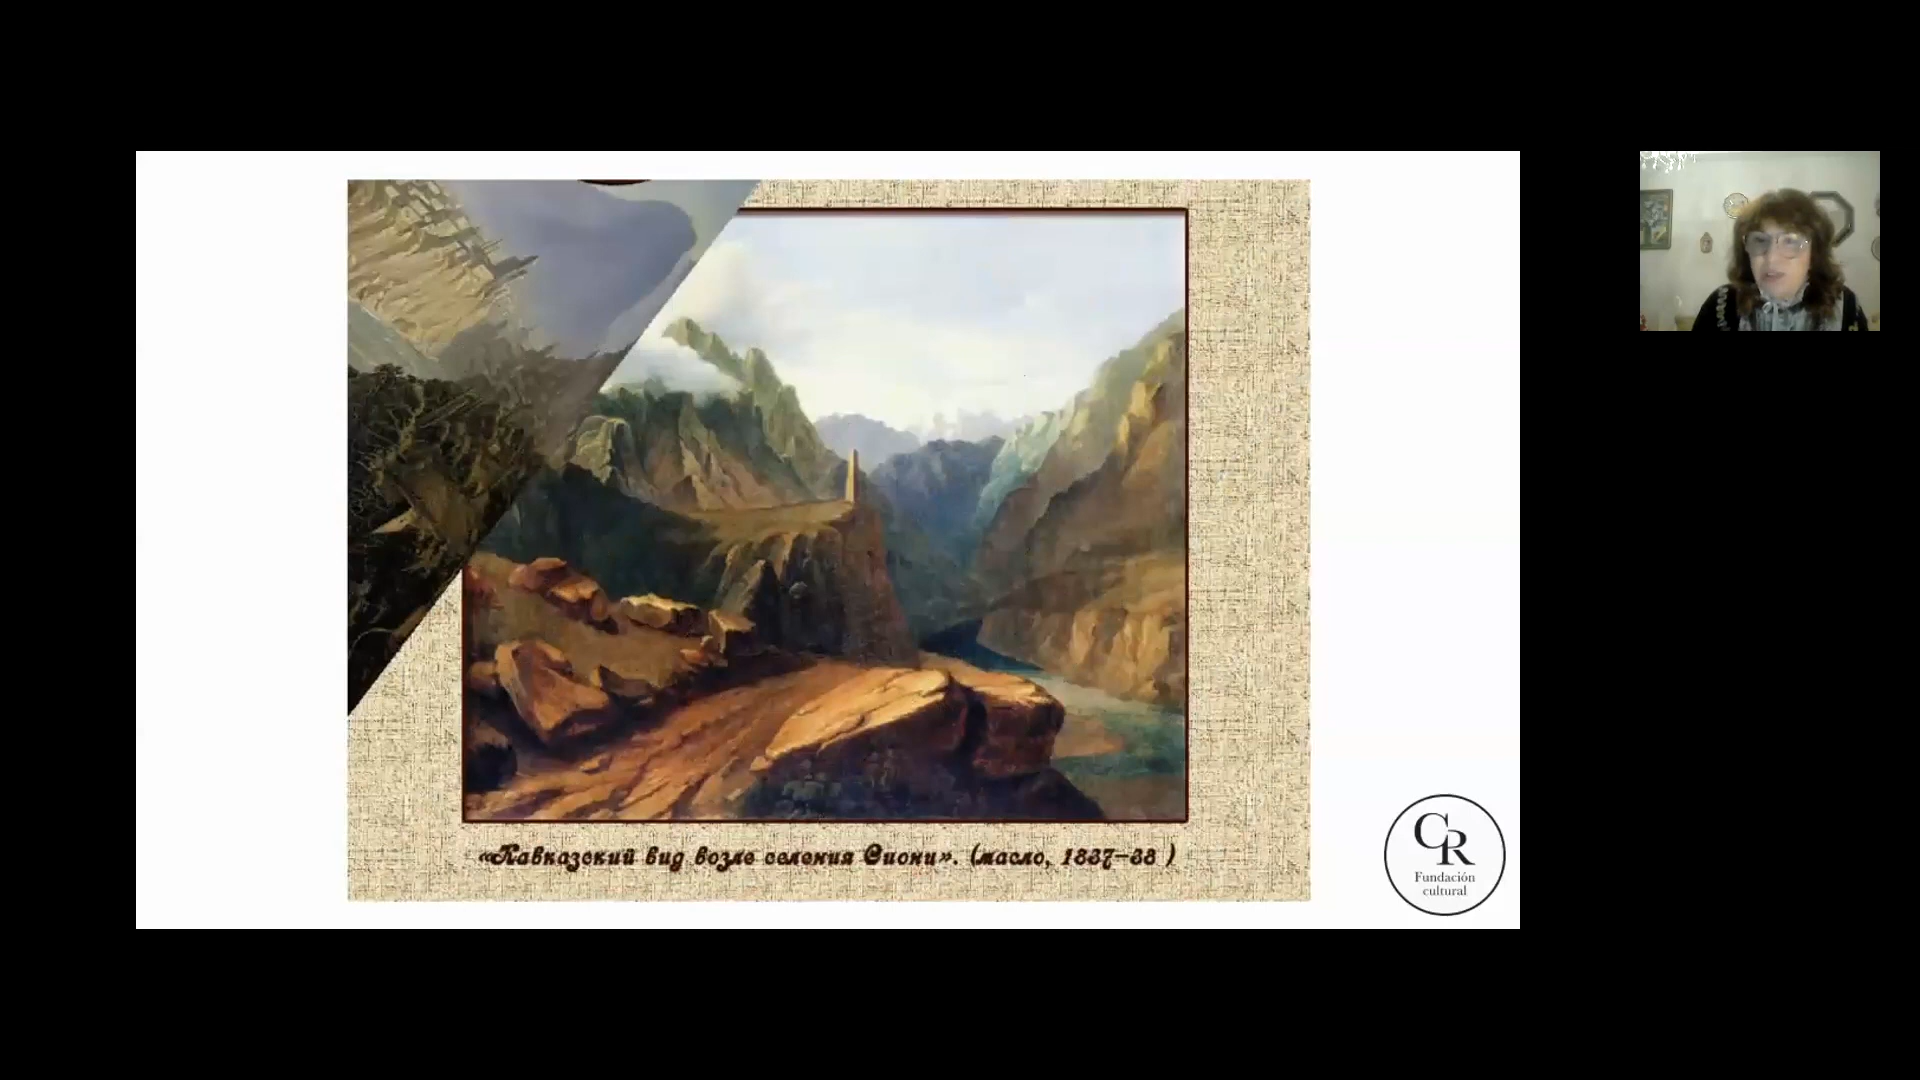 «Кавказский вид возле селения Сиони». (масло, 1837–38 )
CR
Fundación
cultural